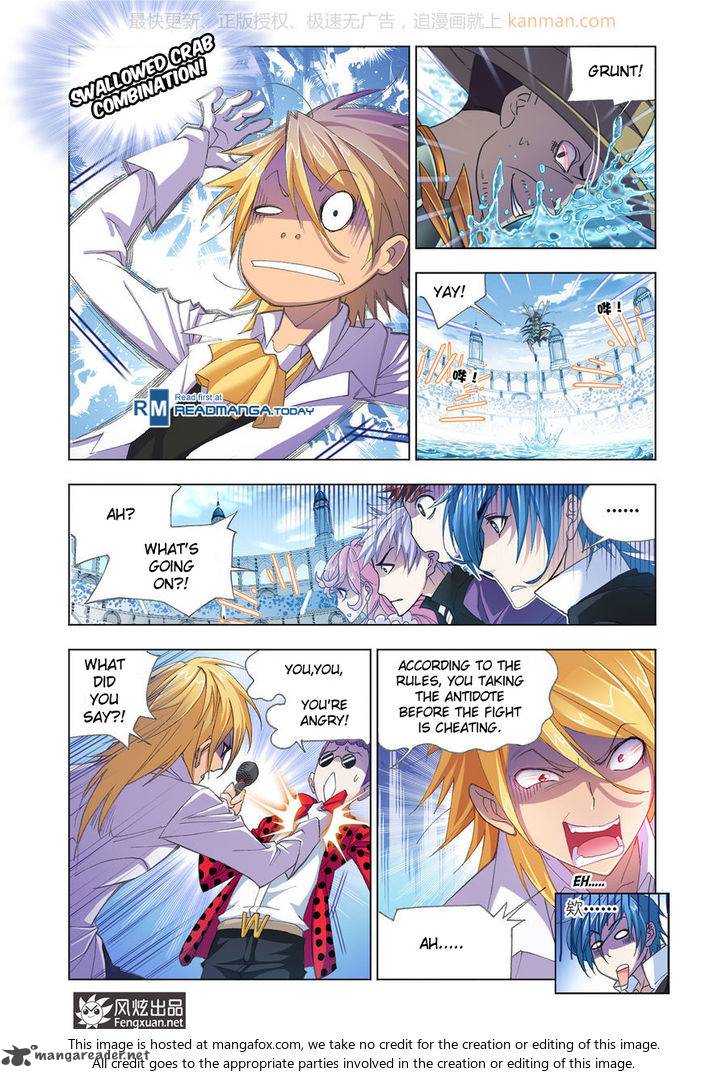 最快更新、正版授权、极速无广告，追漫画就上 kanman.com
SWALLOWED CRAB
COMBINATION!
GRUNT!
YAY!
哗！
哗！
Read first at
RM READMANGA.TODAY
AH?
WHAT'S
GOING
ON?!
......
WHAT
DID
YOU
SAY?!
YOU,YOU,
YOU'RE
ANGRY!
ACCORDING TO THE
RULES, YOU TAKING
THE ANTIDOTE
BEFORE THE FIGHT
IS CHEATING.
W
AH.....
EH.....
欸……
风炫出品
Fengxuan.net
This image is hosted at mangafox.com, we take no credit for the creation or editing of this image.
mangareader.net
All credit goes to the appropriate parties involved in the creation or editing of this image.